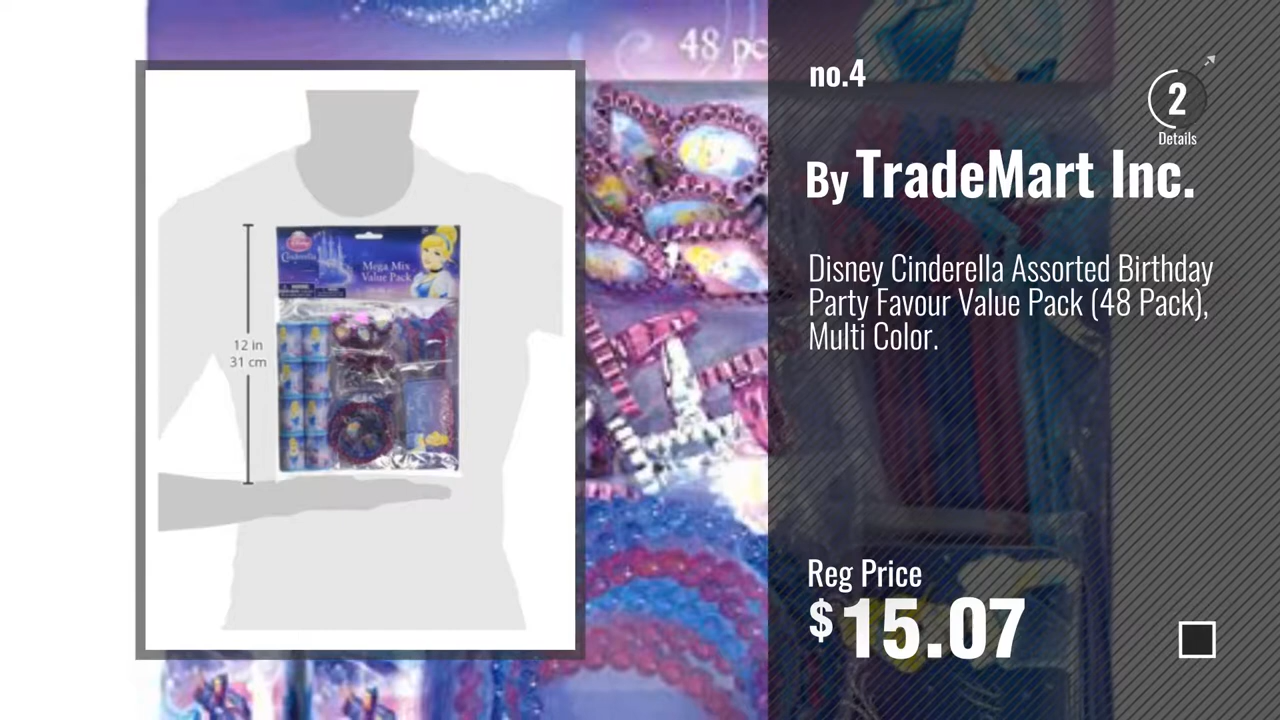 48 pc
no.4
2
Details
By TradeMart Inc.
Disney Cinderella Assorted Birthday
Party Favour Value Pack (48 Pack),
Multi Color.
12 in
31 cm
Disney
Cinderella
Mega Mix
Value Pack
Reg Price
$15.07